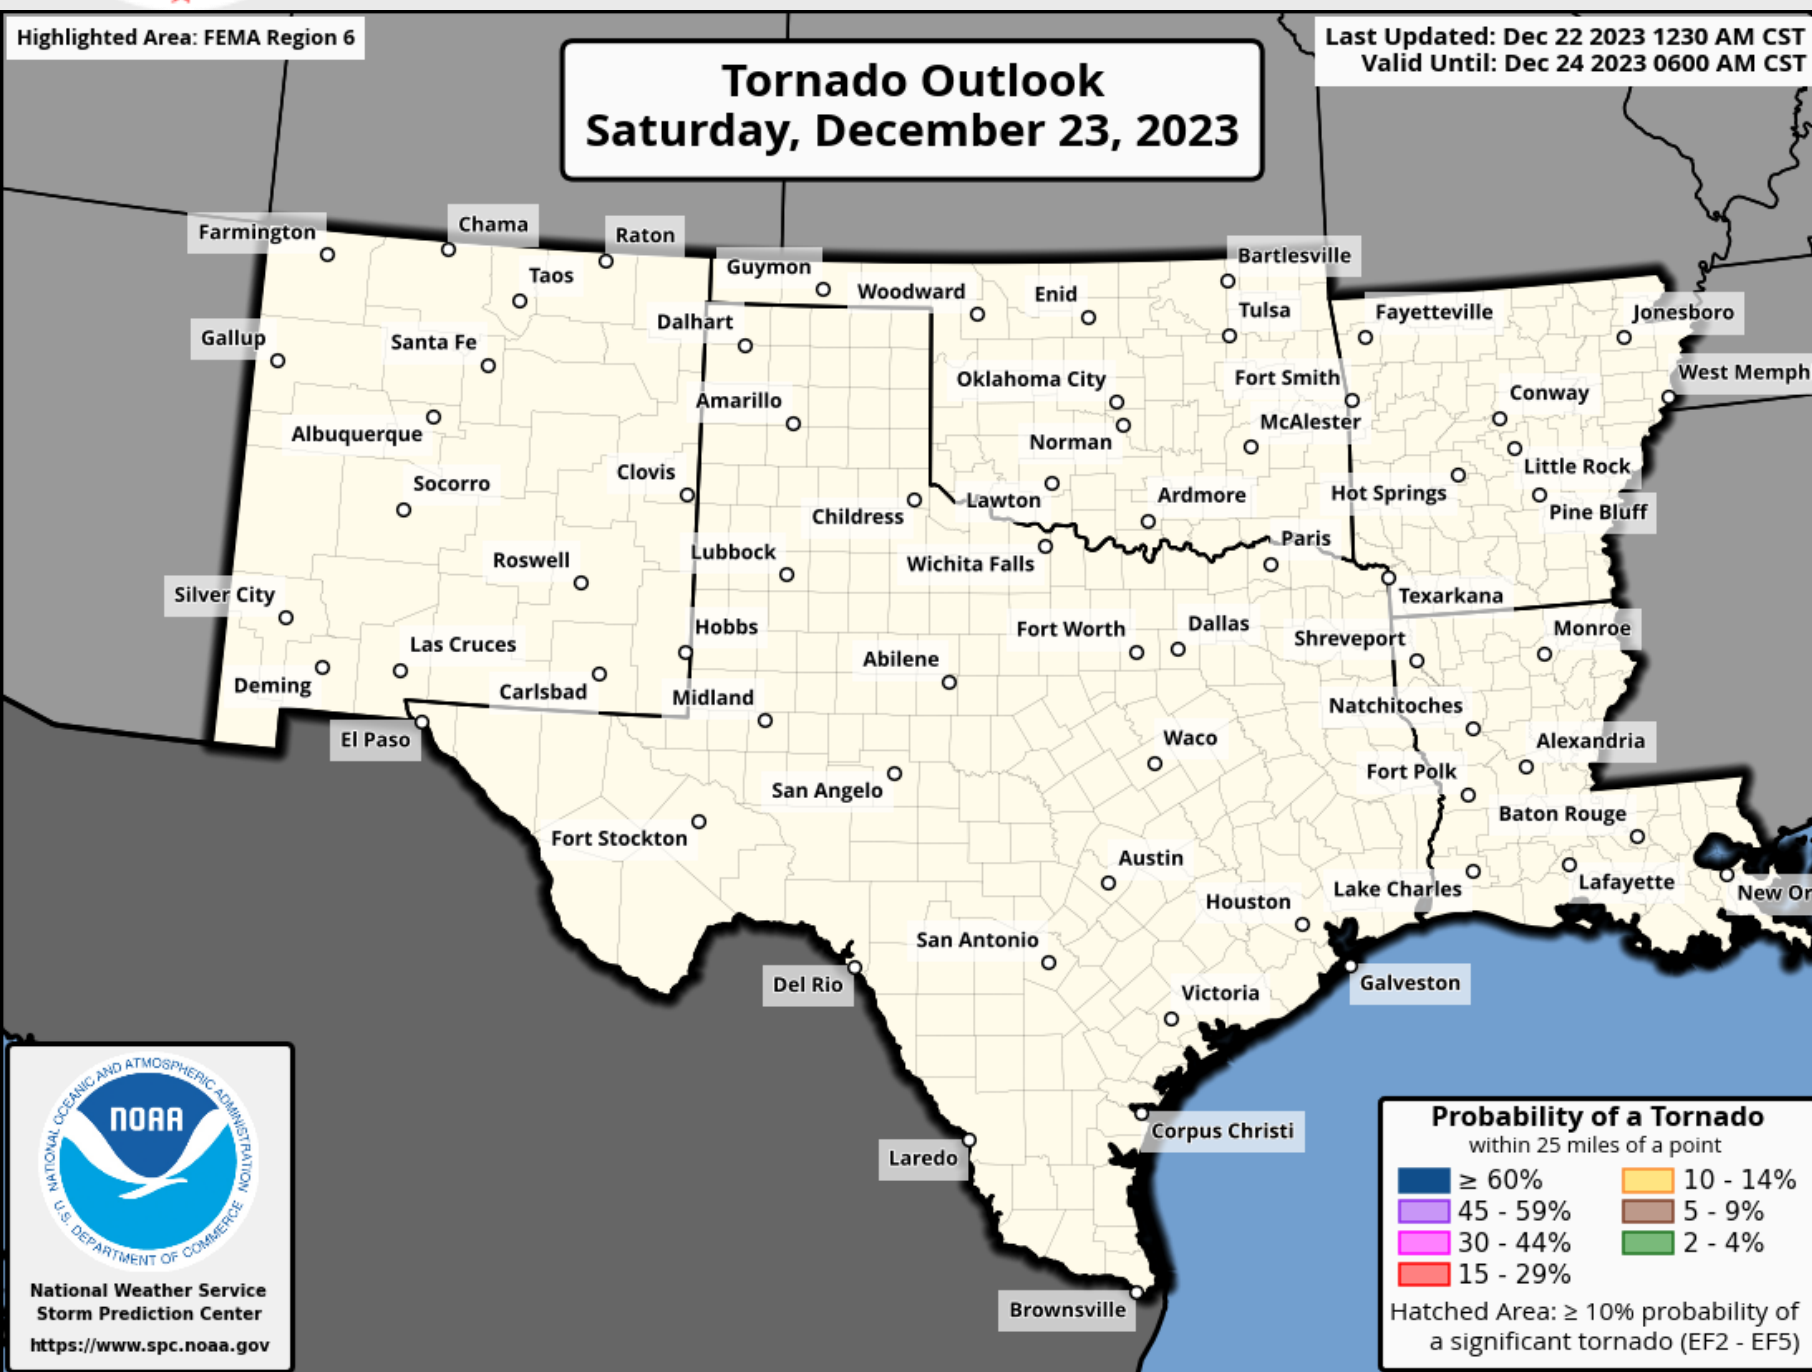 Highlighted Area: FEMA Region 6
Tornado Outlook
Saturday, December 23, 2023
Last Updated: Dec 22 2023 1230 AM CST
Valid Until: Dec 24 2023 0600 AM CST
Farmington
Chama
Raton
Taos
Guymon
Woodward
Enid
Bartlesville
Tulsa
Fayetteville
Jonesboro
Gallup
Santa Fe
Dalhart
Oklahoma City
Fort Smith
Conway
West Memph
Albuquerque
Amarillo
Norman
McAlester
Little Rock
Socorro
Clovis
Childress
Lawton
Ardmore
Hot Springs
Pine Bluff
Roswell
Lubbock
Wichita Falls
Paris
Silver City
Texarkana
Las Cruces
Hobbs
Abilene
Fort Worth
Dallas
Shreveport
Monroe
Deming
Carlsbad
Midland
Natchitoches
El Paso
San Angelo
Waco
Fort Polk
Alexandria
Fort Stockton
Baton Rouge
Austin
Houston
Lake Charles
Lafayette
New Or
San Antonio
Del Rio
Victoria
Galveston
Corpus Christi
Laredo
Brownsville
NATIONAL OCEANIC AND ATMOSPHERIC ADMINISTRATION
NOAA
U.S. DEPARTMENT OF COMMERCE
National Weather Service
Storm Prediction Center
https://www.spc.noaa.gov
Probability of a Tornado
within 25 miles of a point
≥ 60% 10 - 14%
45 - 59% 5 - 9%
30 - 44% 2 - 4%
15 - 29%
Hatched Area: ≥ 10% probability of
a significant tornado (EF2 - EF5)